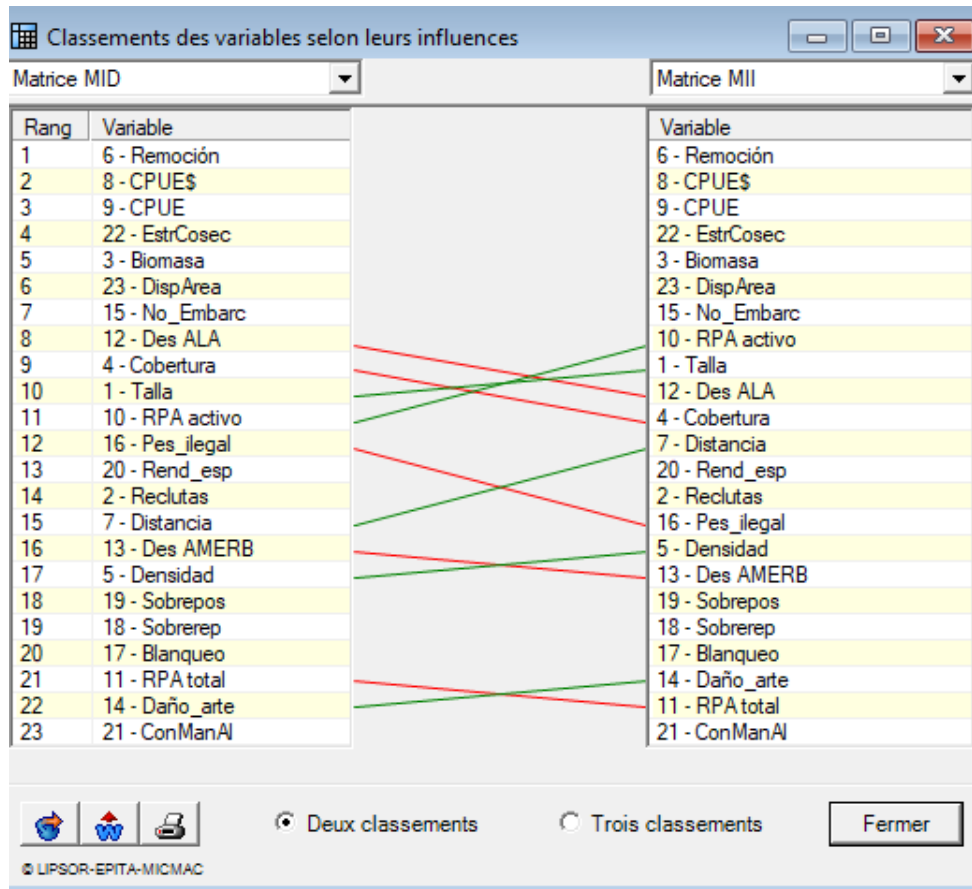 Classements des variables selon leurs influences
Matrice MID Matrice MII
Rang Variable Variable
1 6 - Remoción 6 - Remoción
2 8 - CPUE$ 8 - CPUE$
3 9 - CPUE 9 - CPUE
4 22 - EstrCosec 22 - EstrCosec
5 3 - Biomasa 3 - Biomasa
6 23 - DispArea 23 - DispArea
7 15 - No_Embarc 15 - No_Embarc
8 12 - Des ALA 10 - RPA activo
9 4 - Cobertura 1 - Talla
10 1 - Talla 12 - Des ALA
11 10 - RPA activo 4 - Cobertura
12 16 - Pes_ilegal 7 - Distancia
13 20 - Rend_esp 20 - Rend_esp
14 2 - Reclutas 2 - Reclutas
15 7 - Distancia 16 - Pes_ilegal
16 13 - Des AMERB 5 - Densidad
17 5 - Densidad 13 - Des AMERB
18 19 - Sobrepos 19 - Sobrepos
19 18 - Sobrerep 18 - Sobrerep
20 17 - Blanqueo 17 - Blanqueo
21 11 - RPA total 14 - Daño_arte
22 14 - Daño_arte 11 - RPA total
23 21 - ConManAl 21 - ConManAl
Deux classements Trois classements Fermer
© LIPSOR-EPITA-MICMAC